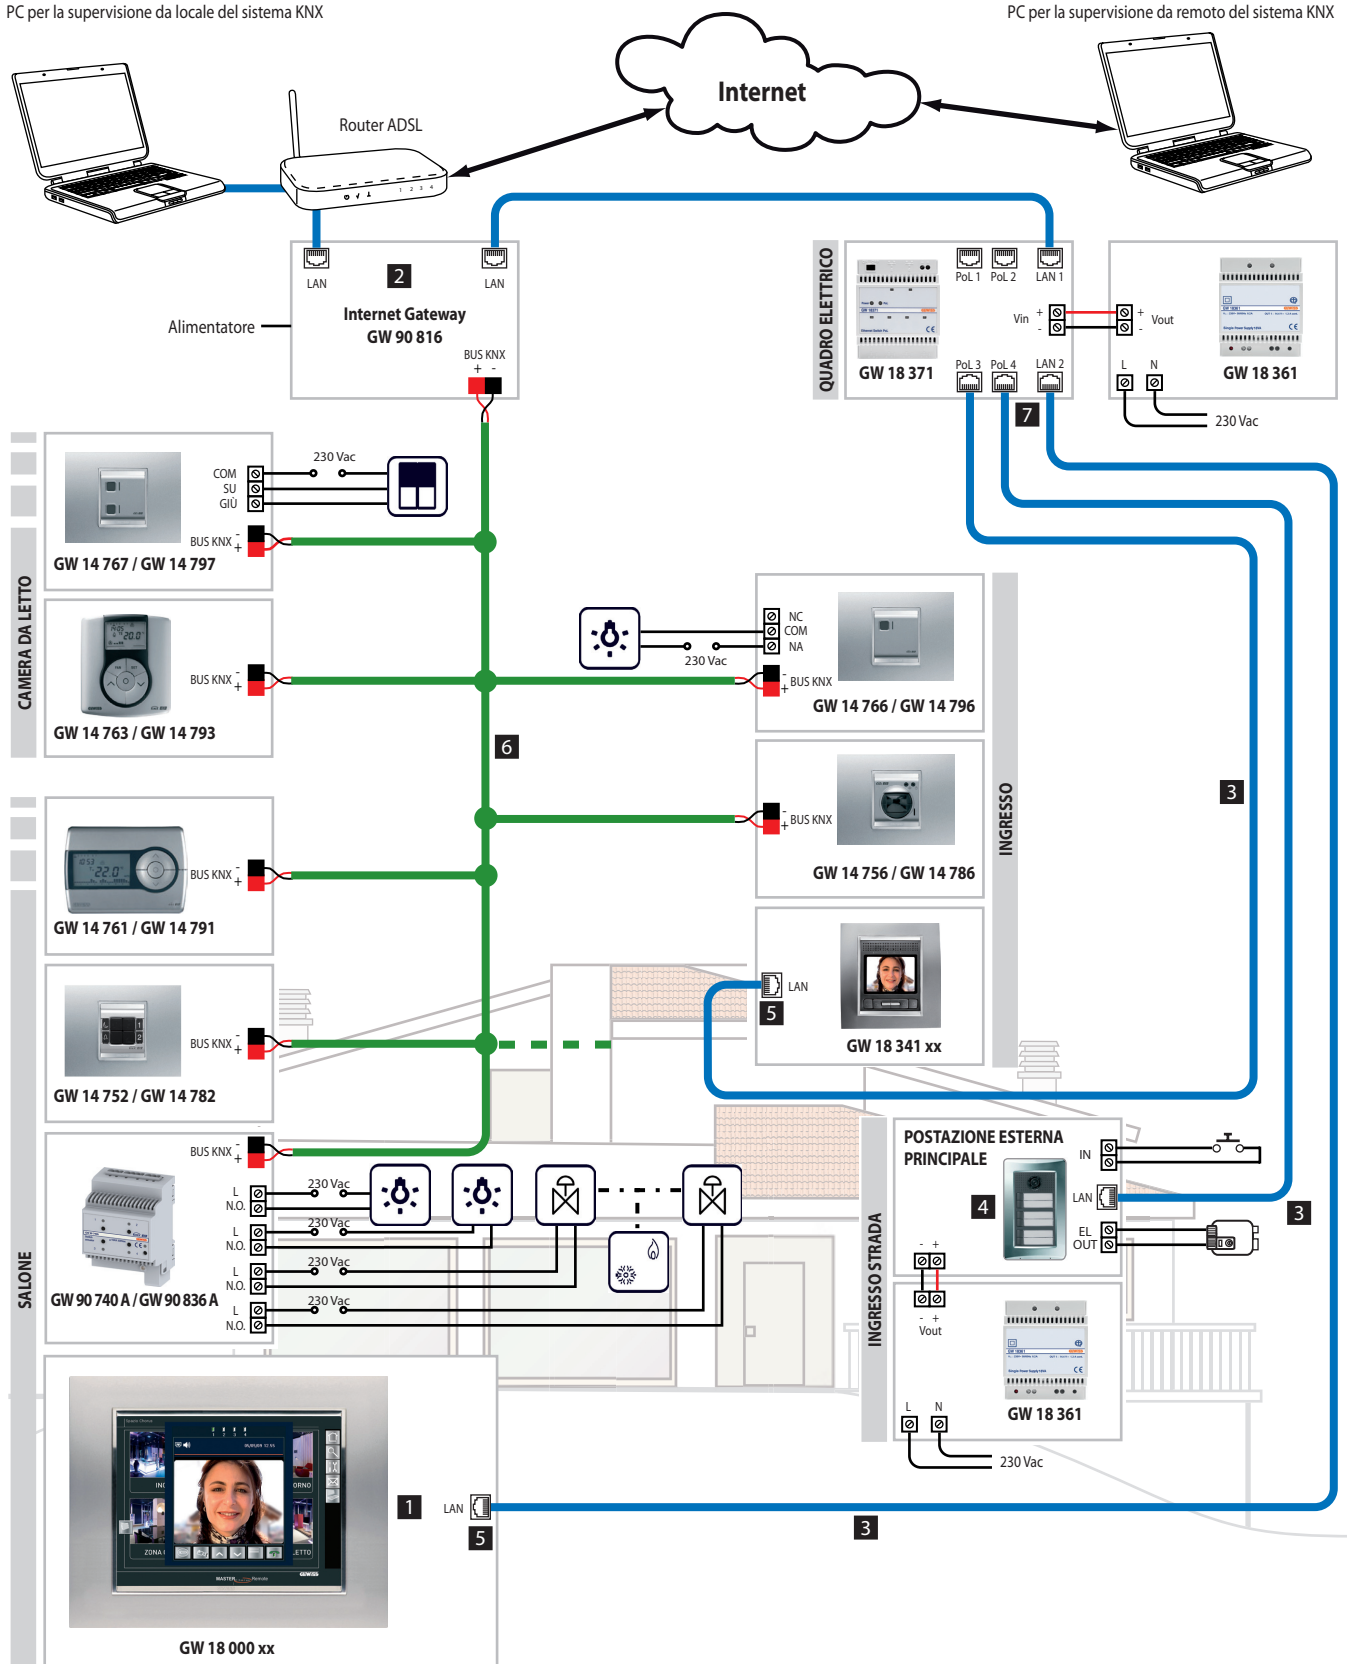 PC per la supervisione da locale del sistema KNX
PC per la supervisione da remoto del sistema KNX
Internet
Router ADSL
1 2 3 4
LAN
2
LAN
Internet Gateway
GW 90 816
Alimentatore
BUS KNX
+ -
QUADRO ELETTRICO
PoL 1
PoL 2
LAN 1
Vin
+
-
+
-
Vout
GW 18 371
PoL 3
PoL 4
LAN 2
7
L
N
GW 18 361
230 Vac
CAMERA DA LETTO
COM
SU
GIÙ
230 Vac
BUS KNX
-
+
GW 14 767 / GW 14 797
BUS KNX
-
+
GW 14 763 / GW 14 793
6
NC
COM
NA
230 Vac
-
+
BUS KNX
GW 14 766 / GW 14 796
-
+
BUS KNX
GW 14 756 / GW 14 786
INGRESSO
3
LAN
5
GW 18 341 xx
SALONE
BUS KNX
-
+
GW 14 761 / GW 14 791
BUS KNX
-
+
GW 14 752 / GW 14 782
BUS KNX
-
+
L
N.O.
230 Vac
L
N.O.
230 Vac
L
N.O.
230 Vac
L
N.O.
230 Vac
GW 90 740 A / GW 90 836 A
INGRESSO STRADA
POSTAZIONE ESTERNA
PRINCIPALE
4
IN
LAN
EL
OUT
3
- +
- +
Vout
GW 18 361
L
N
230 Vac
1
LAN
5
3
GEWISS
GW 18 000 xx